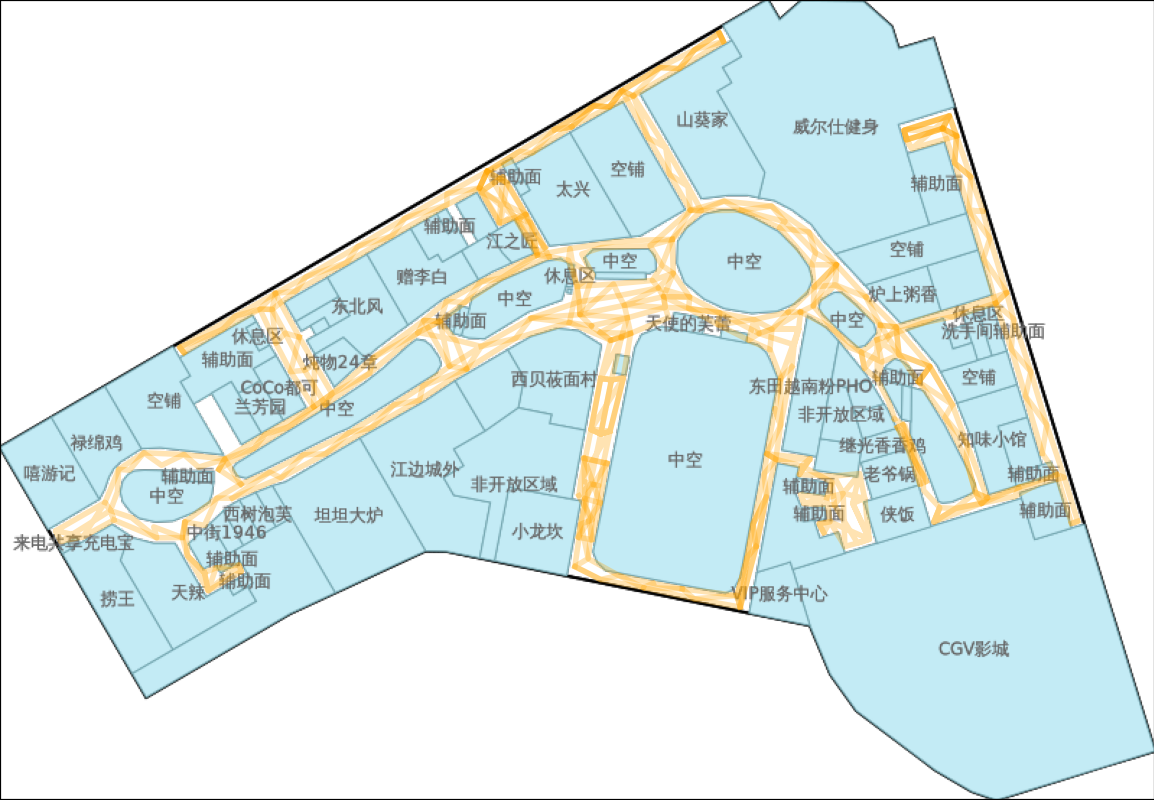 山葵家
威尔仕健身
辅助面
太兴
空铺
辅助面
辅助面
江之匠
空铺
中空
中空
休息区
赠李白
中空
炉上粥香
东北风
辅助面
天使的芙蕾
中空
休息区
洗手间辅助面
休息区
辅助面
炖物24章
西贝莜面村
CoCo都可
兰芳园
中空
东田越南粉PHO
辅助面
空铺
空铺
非开放区域
禄绵鸡
继光香香鸡
知味小馆
嘻游记
辅助面
中空
江边城外
非开放区域
中空
老爷锅
辅助面
辅助面
辅助面
侠饭
辅助面
西树泡芙
坦坦大炉
中街1946
小龙坎
来电共享充电宝
辅助面
辅助面
天辣
捞王
VIP服务中心
CGV影城